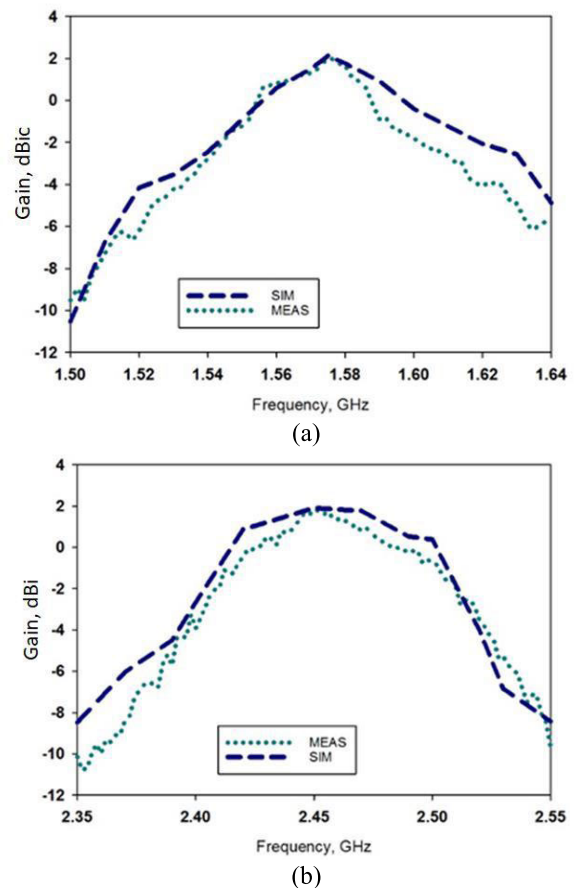 4
2
0
-2
-4
-6
-8
-10
-12
Gain, dBic
SIM
MEAS
1.50 1.52 1.54 1.56 1.58 1.60 1.62 1.64
Frequency, GHz
(a)
4
2
0
-2
-4
-6
-8
-10
-12
Gain, dBi
MEAS
SIM
2.35 2.40 2.45 2.50 2.55
Frequency, GHz
(b)